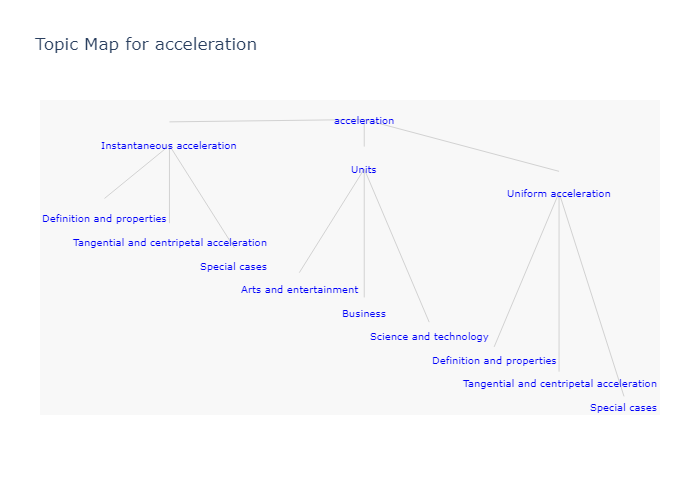 Topic Map for acceleration
acceleration
Instantaneous acceleration
Units
Uniform acceleration
Definition and properties
Tangential and centripetal acceleration
Special cases
Arts and entertainment
Business
Science and technology
Definition and properties
Tangential and centripetal acceleration
Special cases